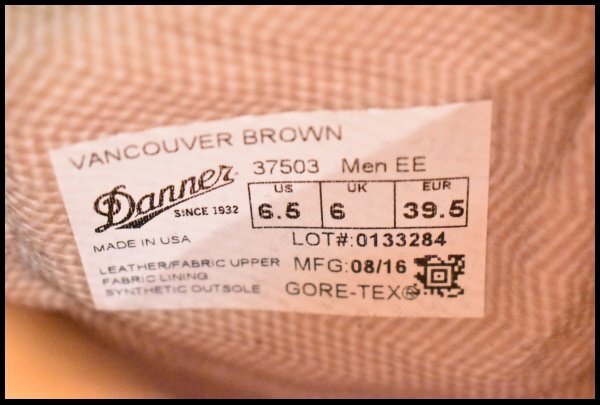 VANCOUVER BROWN
37503 Men EE
Danner
SINCE 1932
US UK EUR
6.5 6 39.5
MADE IN USA
LOT#:0133284
LEATHER/FABRIC UPPER
FABRIC LINING
SYNTHETIC OUTSOLE
MFG:08/16
GORE-TEX®